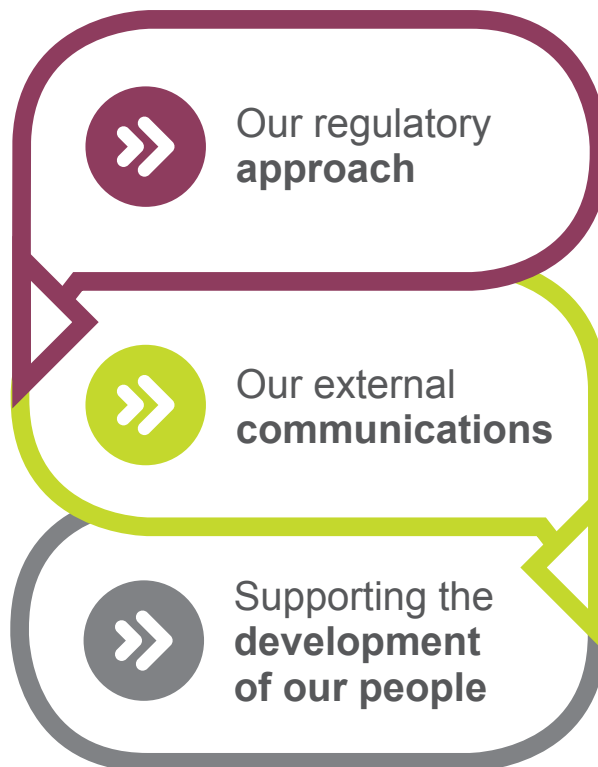 Our regulatory
approach
Our external
communications
Supporting the
development
of our people